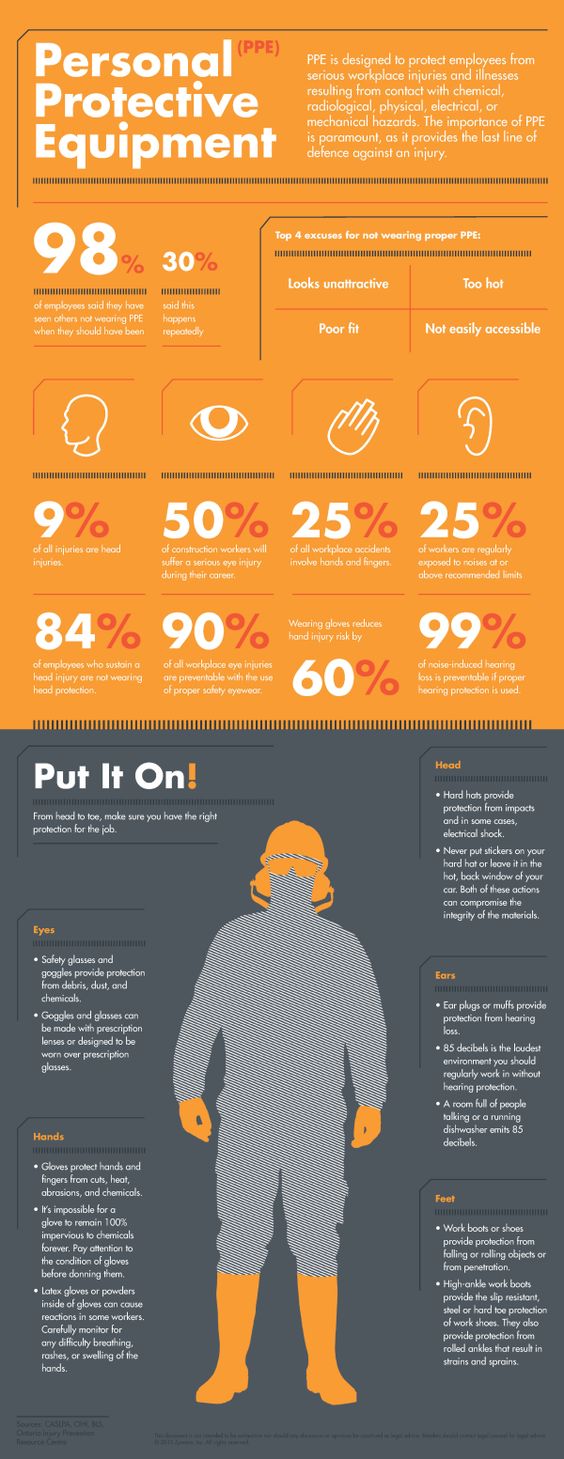 Personal (PPE)
Protective
Equipment
PPE is designed to protect employees from
serious workplace injuries and illnesses
resulting from contact with chemical,
radiological, physical, electrical, or
mechanical hazards. The importance of PPE
is paramount, as it provides the last line of
defence against an injury.
98%
of employees said they have
seen others not wearing PPE
when they should have been
30%
said this
happens
repeatedly
Top 4 excuses for not wearing proper PPE:
Looks unattractive
Too hot
Poor fit
Not easily accessible
9%
of all injuries are head
injuries.
50%
of construction workers will
suffer a serious eye injury
during their career.
25%
of all workplace accidents
involve hands and fingers.
25%
of workers are regularly
exposed to noises at or
above recommended limits
84%
of employees who sustain a
head injury are not wearing
head protection.
90%
of all workplace eye injuries
are preventable with the use
of proper safety eyewear.
Wearing gloves reduces
hand injury risk by
60%
99%
of noise-induced hearing
loss is preventable if proper
hearing protection is used.
Put It On!
From head to toe, make sure you have the right
protection for the job.
Head
• Hard hats provide
protection from impacts
and in some cases,
electrical shock.
• Never put stickers on your
hard hat or leave it in the
hot, back window of your
car. Both of these actions
can compromise the
integrity of the materials.
Eyes
• Safety glasses and
goggles provide protection
from debris, dust, and
chemicals.
• Goggles and glasses can
be made with prescription
lenses or designed to be
worn over prescription
glasses.
Ears
• Ear plugs or muffs provide
protection from hearing
loss.
• 85 decibels is the loudest
environment you should
regularly work in without
hearing protection.
• A room full of people
talking or a running
dishwasher emits 85
decibels.
Hands
• Gloves protect hands and
fingers from cuts, heat,
abrasions, and chemicals.
• It's impossible for a
glove to remain 100%
impervious to chemicals
forever. Pay attention to
the condition of gloves
before donning them.
• Latex gloves or powders
inside of gloves can cause
reactions in some workers.
Carefully monitor for
any difficulty breathing,
rashes, or swelling of the
hands.
Feet
• Work boots or shoes
provide protection from
falling or rolling objects or
from penetration.
• High-ankle work boots
provide the slip resistant,
steel or hard toe protection
of work shoes. They also
provide protection from
rolled ankles that result in
strains and sprains.
Sources: CASLPA, OHI, BLS,
Ontario Injury Prevention
Resource Centre
This document is not intended to be
All rights reserved.